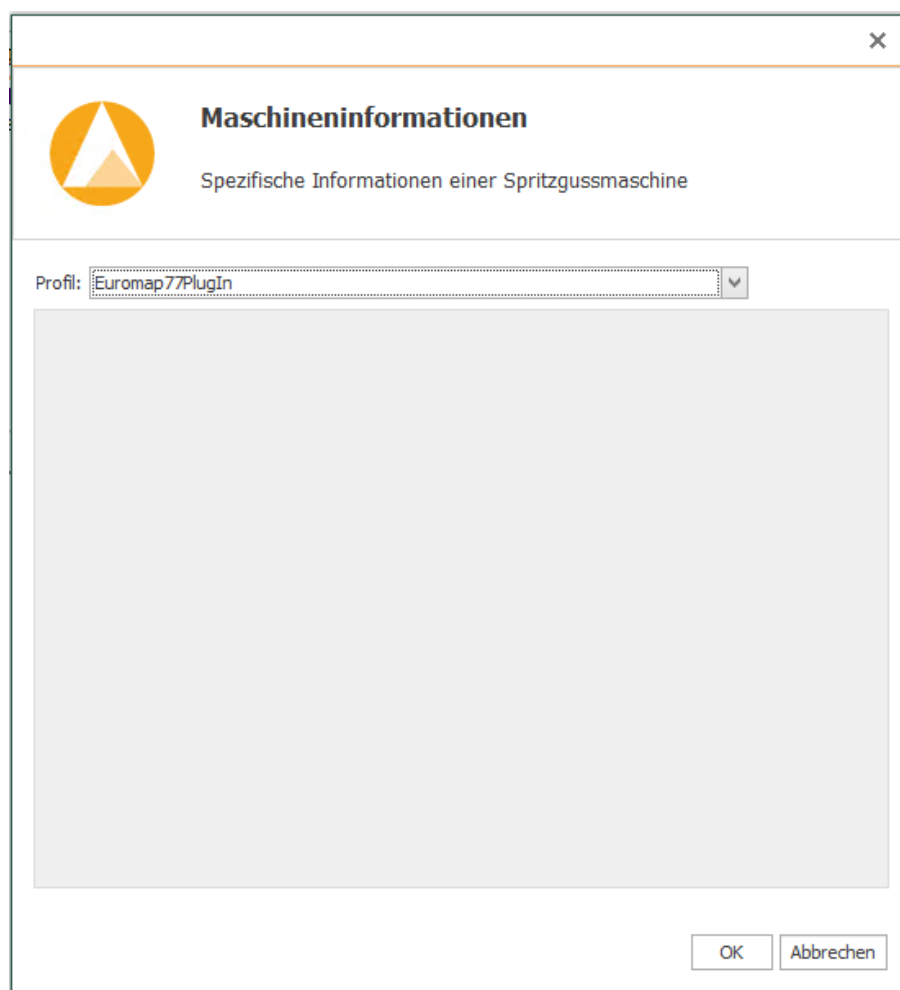 Maschineninformationen
Spezifische Informationen einer Spritzgussmaschine
Profil: Euromap77PlugIn
OK Abbrechen